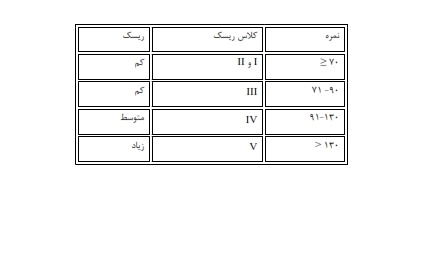 نمره کلاس ریسک ریسک
≥ ۷۰ I و II کم
۷۱ -۹۰ III کم
۹۱-۱۳۰ IV متوسط
> ۱۳۰ V زیاد